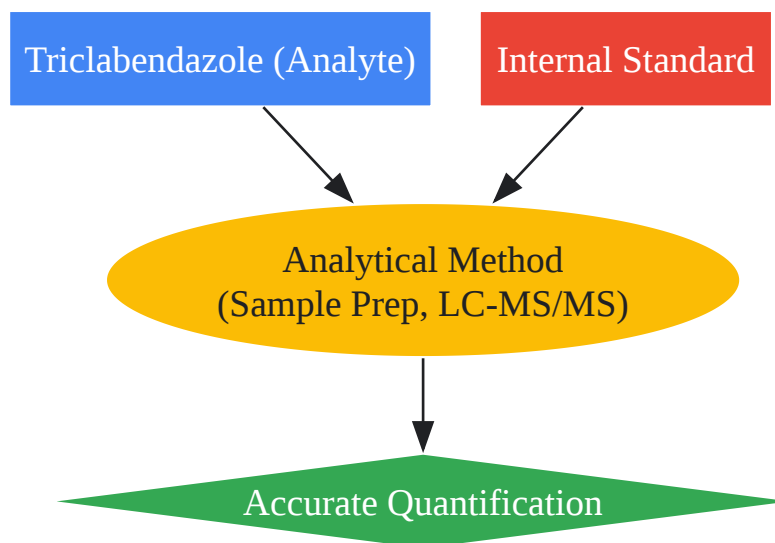 Triclabendazole (Analyte)
Internal Standard
Analytical Method
(Sample Prep, LC-MS/MS)
Accurate Quantification